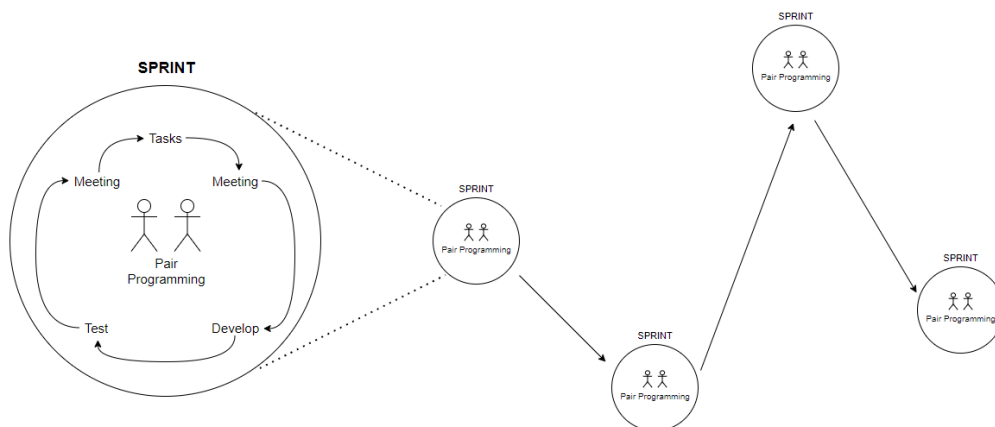 SPRINT
Tasks
Meeting
Meeting
Pair
Programming
Test
Develop
SPRINT
Pair Programming
SPRINT
Pair Programming
SPRINT
Pair Programming
SPRINT
Pair Programming